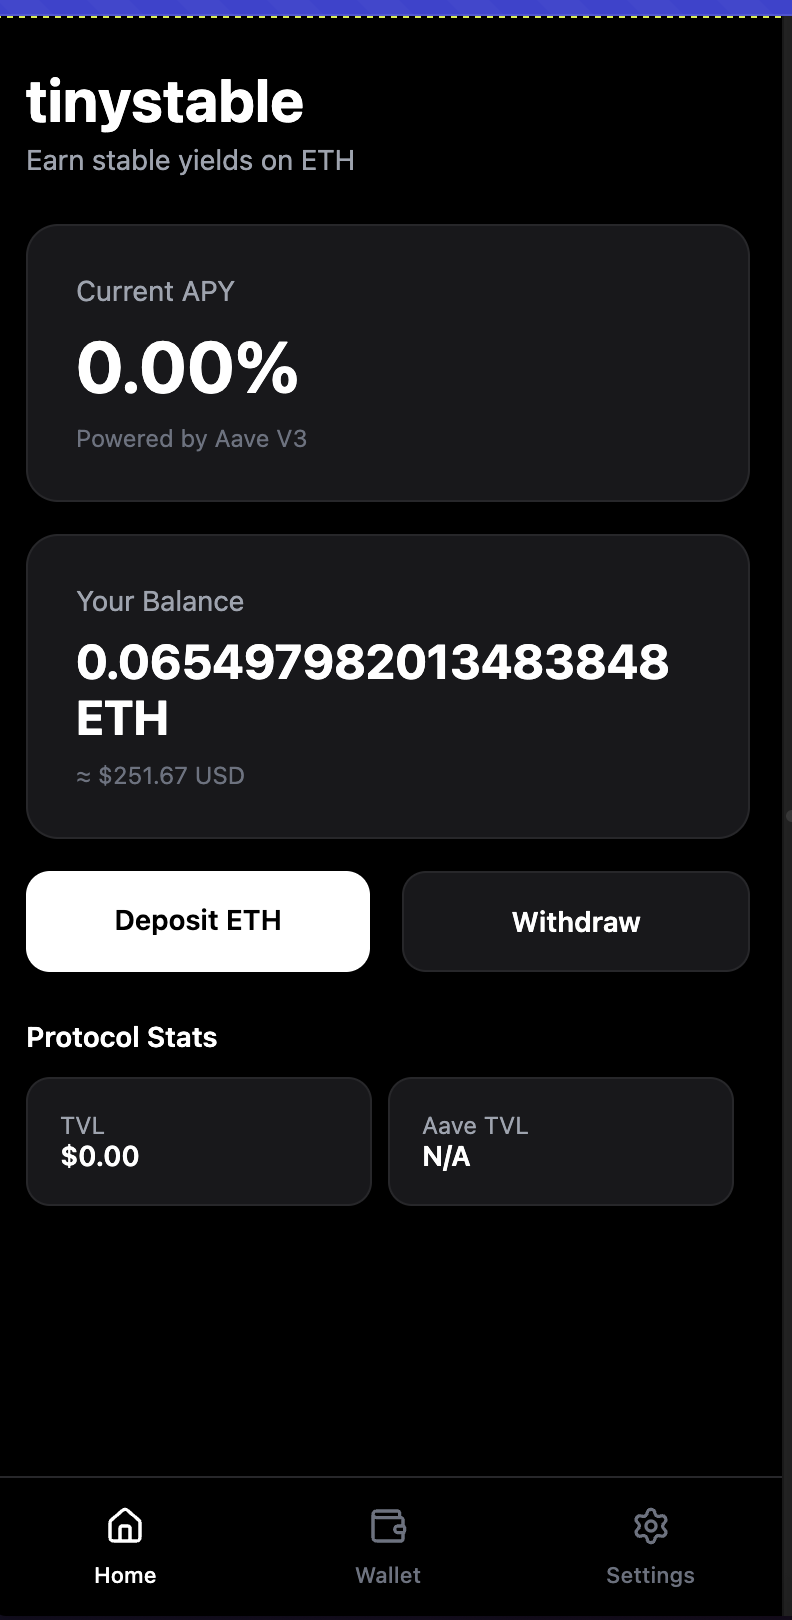 tinystable
Earn stable yields on ETH
Current APY
0.00%
Powered by Aave V3
Your Balance
0.065497982013483848
ETH
≈ $251.67 USD
Deposit ETH
Withdraw
Protocol Stats
TVL
$0.00
Aave TVL
N/A
Home
Wallet
Settings